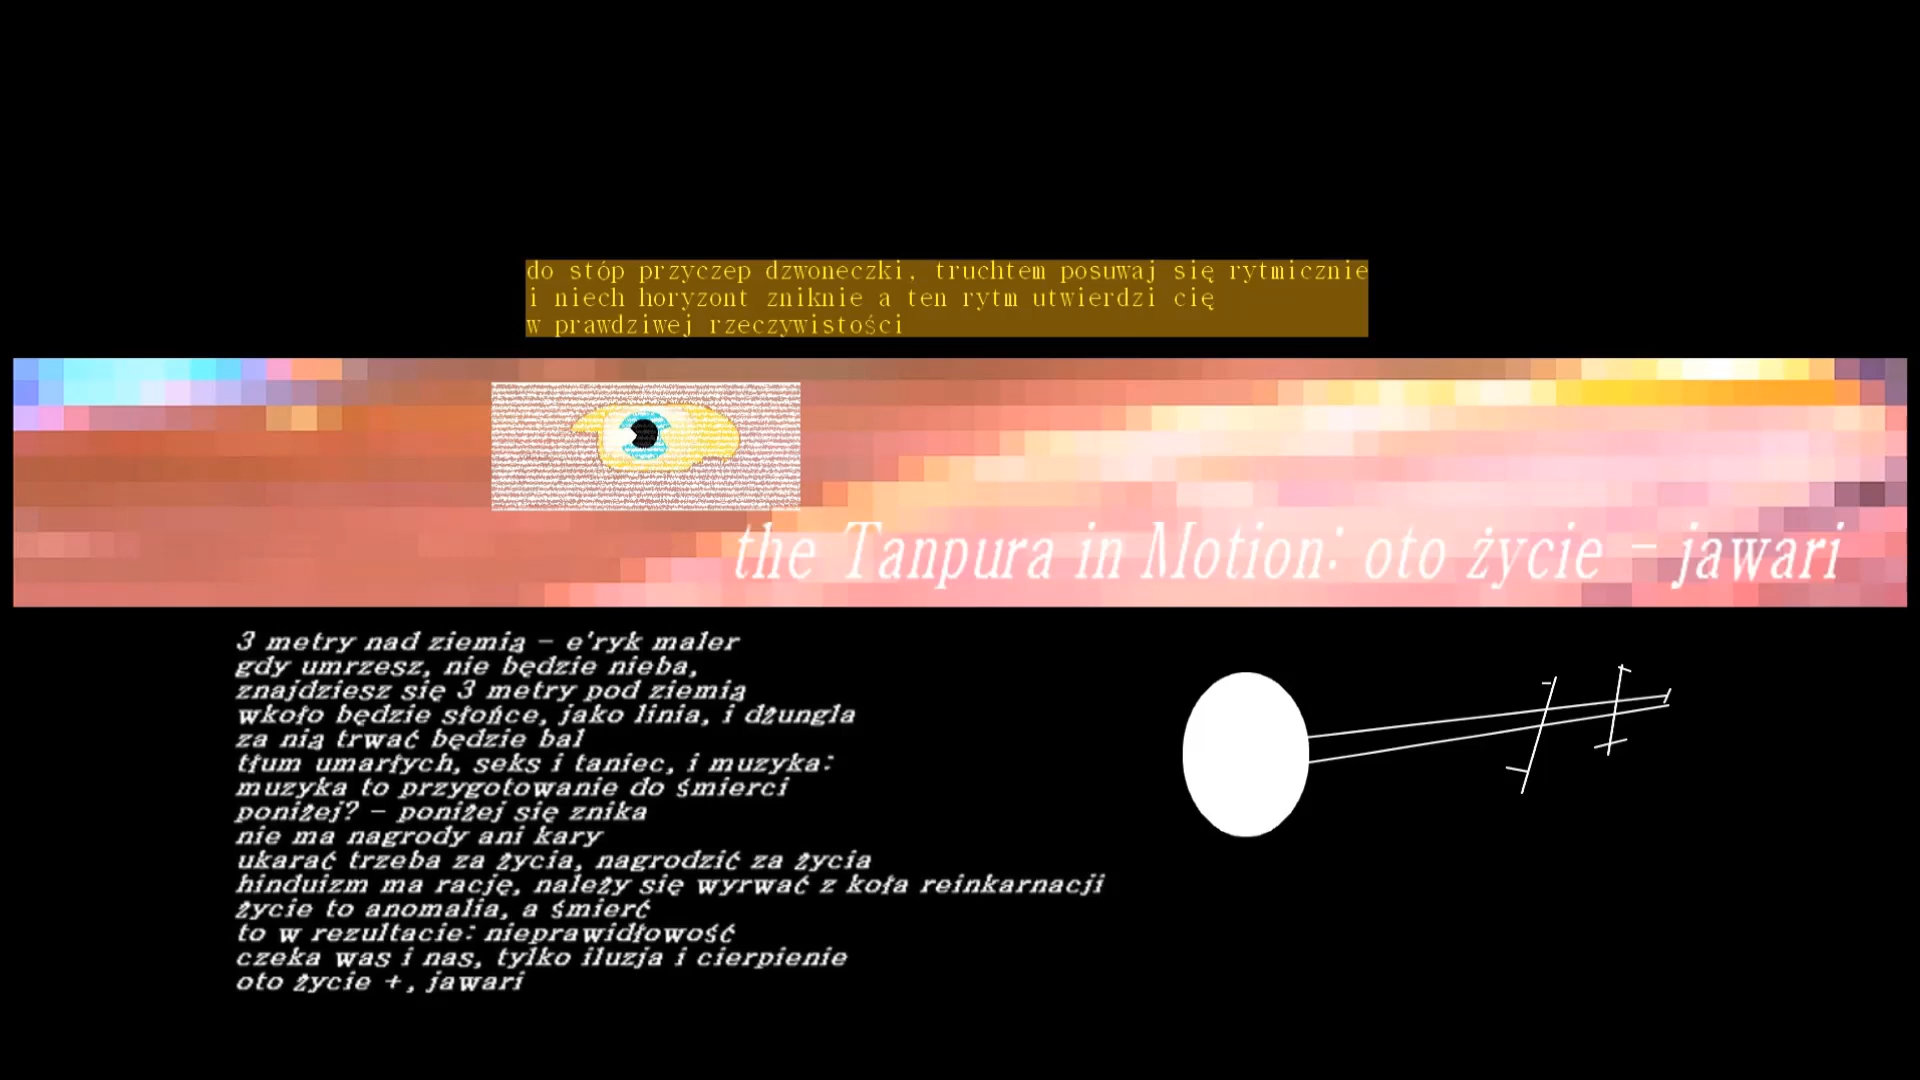 do stóp przyczep dzwoneczki, truchtem posuwaj się rytmicznie
i niech horyzont zniknie a ten rytm utwierdzi cię
w prawdziwej rzeczywistości
the Tanpura in Motion: oto życie - jawari
3 metry nad ziemią - e'ryk maler
gdy umrzesz, nie będzie nieba,
znajdziesz się 3 metry pod ziemią
wkoło będzie słońce, jako linia, i dżungla
za nią trwać będzie bal
tłum umarłych, seks i taniec, i muzyka:
muzyka to przygotowanie do śmierci
poniżej? - poniżej się znika
nie ma nagrody ani kary
ukarać trzeba za życia, nagrodzić za życia
hinduizm ma rację, należy się wyrwać z koła reinkarnacji
życie to anomalia, a śmierć
to w rezultacie: nieprawidłowość
czeka was i nas, tylko iluzja i cierpienie
oto życie +, jawari